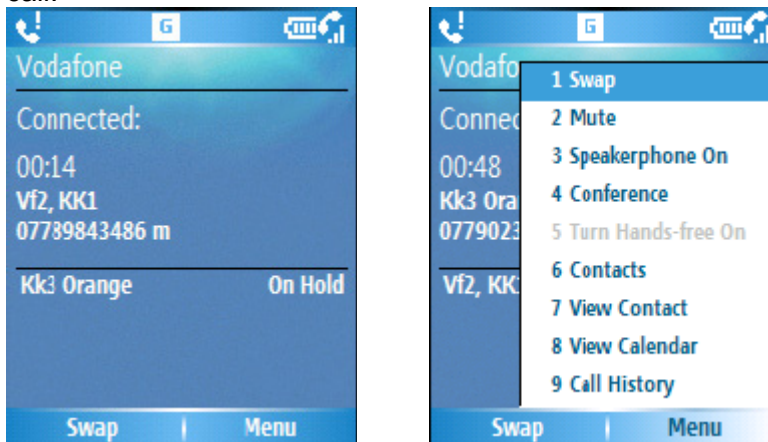 G
Vodafone
Connected:
00:14
Vf2, KK1
07789843486 m
Kk3 Orange On Hold
Swap Menu
G
Vodafo
Connec
00:48
Kk3 Ora
0779023
Vf2, KK
1 Swap
2 Mute
3 Speakerphone On
4 Conference
5 Turn Hands-free On
6 Contacts
7 View Contact
8 View Calendar
9 Call History
Swap Menu